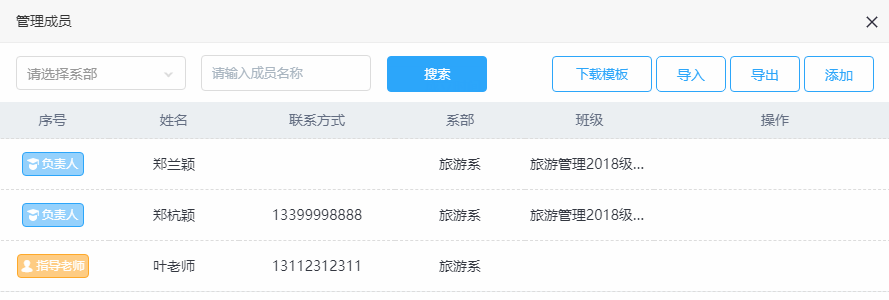 管理成员
请选择系部 请输入成员名称 搜索 下载模板 导入 导出 添加
序号 姓名 联系方式 系部 班级 操作
负责人 郑兰颖 旅游系 旅游管理2018级...
负责人 郑杭颖 13399998888 旅游系 旅游管理2018级...
指导老师 叶老师 13112312311 旅游系